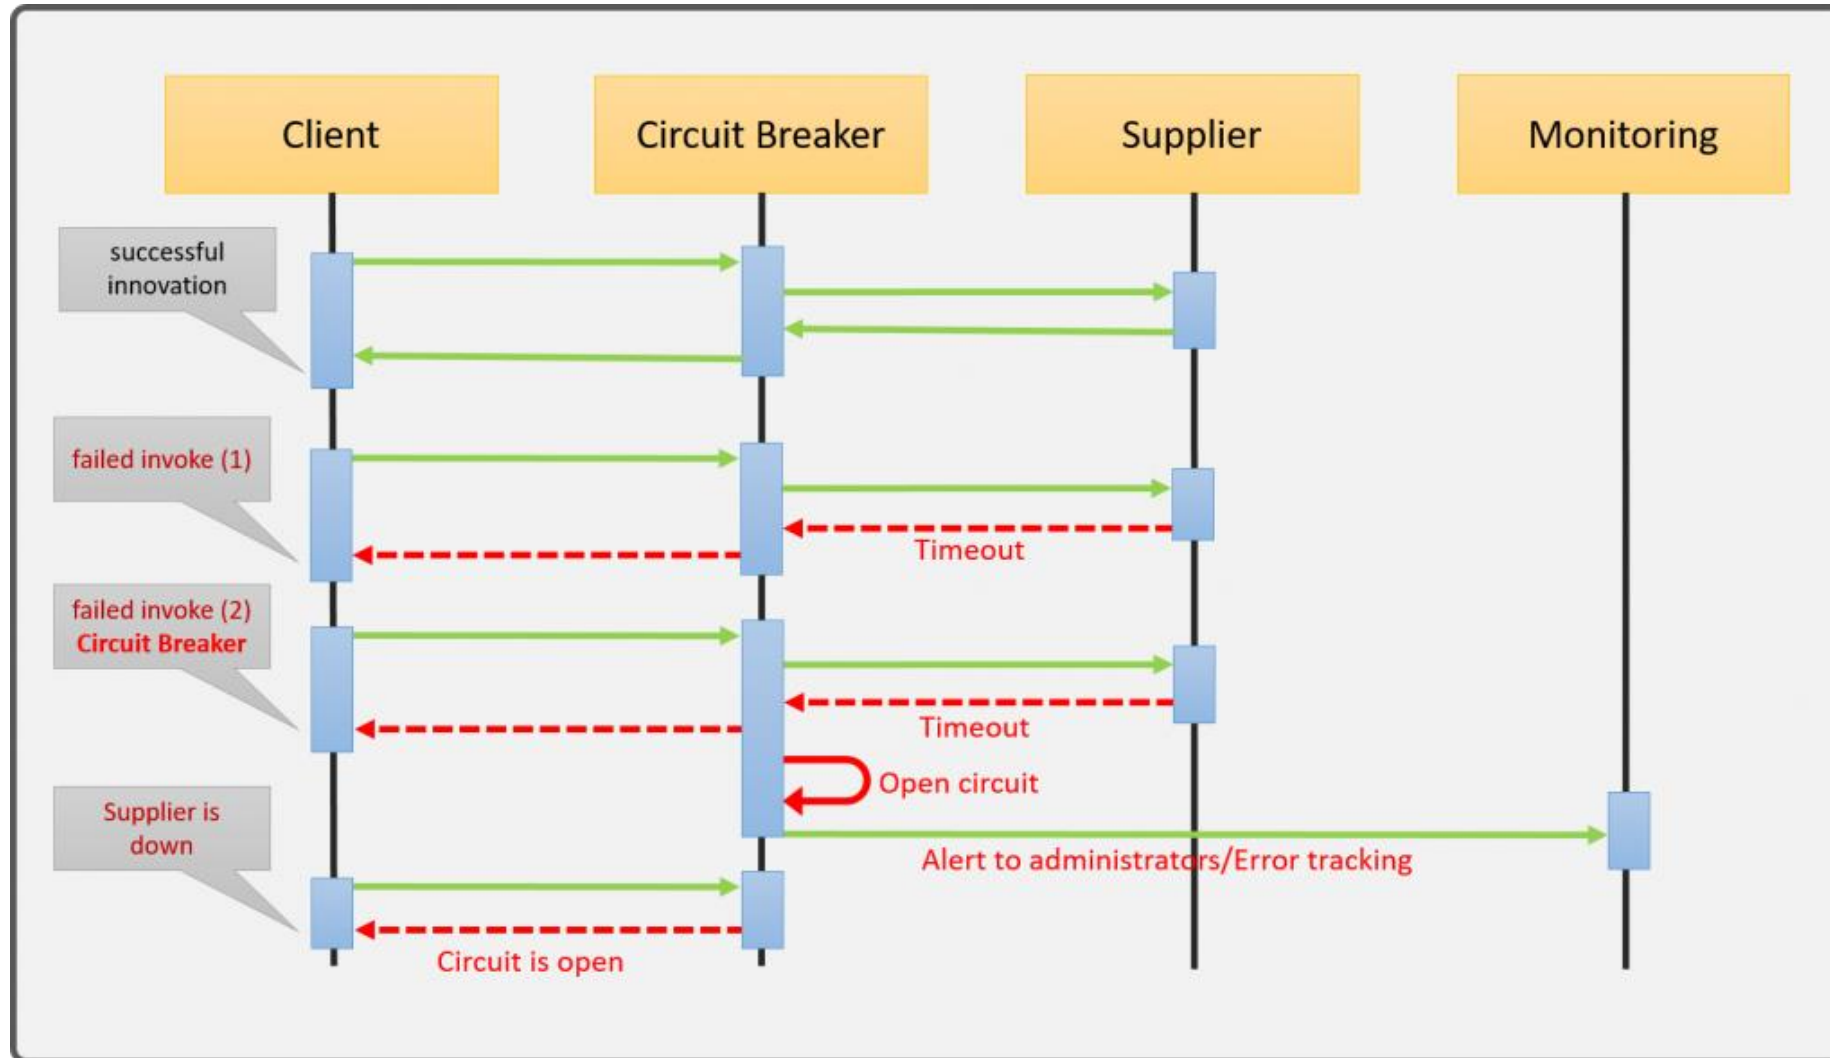 Client
Circuit Breaker
Supplier
Monitoring
successful
innovation
failed invoke (1)
Timeout
failed invoke (2)
Circuit Breaker
Timeout
Open circuit
Supplier is
down
Alert to administrators/Error tracking
Circuit is open